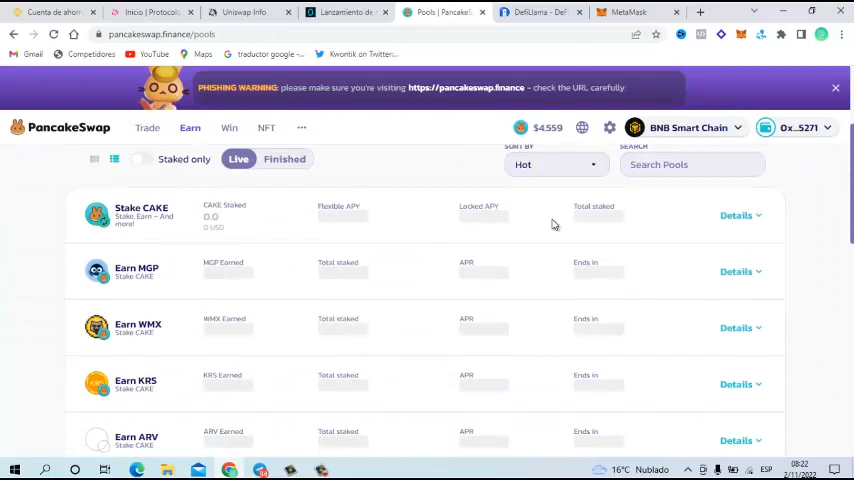 Cuenta de ahorr
Inicio | Protocolo
Uniswap Info
Lanzamiento de
Pools | PancakeS
DefiLlama - DeF
MetaMask
pancakeswap.finance/pools
Gmail
Competidores
YouTube
Maps
traductor google -...
Kwontik on Twitter:...
PHISHING WARNING: please make sure you're visiting https://pancakeswap.finance - check the URL carefully.
PancakeSwap
Trade
Earn
Win
NFT
$4.559
BNB Smart Chain
0x...5271
Staked only
Live
Finished
SORT BY
Hot
SEARCH
Search Pools
Stake CAKE
Stake, Earn – And
more!
CAKE Staked
0.0
0 USD
Flexible APY
Locked APY
Total staked
Details
Earn MGP
Stake CAKE
MGP Earned
Total staked
APR
Ends in
Details
Earn WMX
Stake CAKE
WMX Earned
Total staked
APR
Ends in
Details
Earn KRS
Stake CAKE
KRS Earned
Total staked
APR
Ends in
Details
Earn ARV
Stake CAKE
ARV Earned
Total staked
APR
Ends in
Details
16°C Nublado
ESP
08:22
2/11/2022